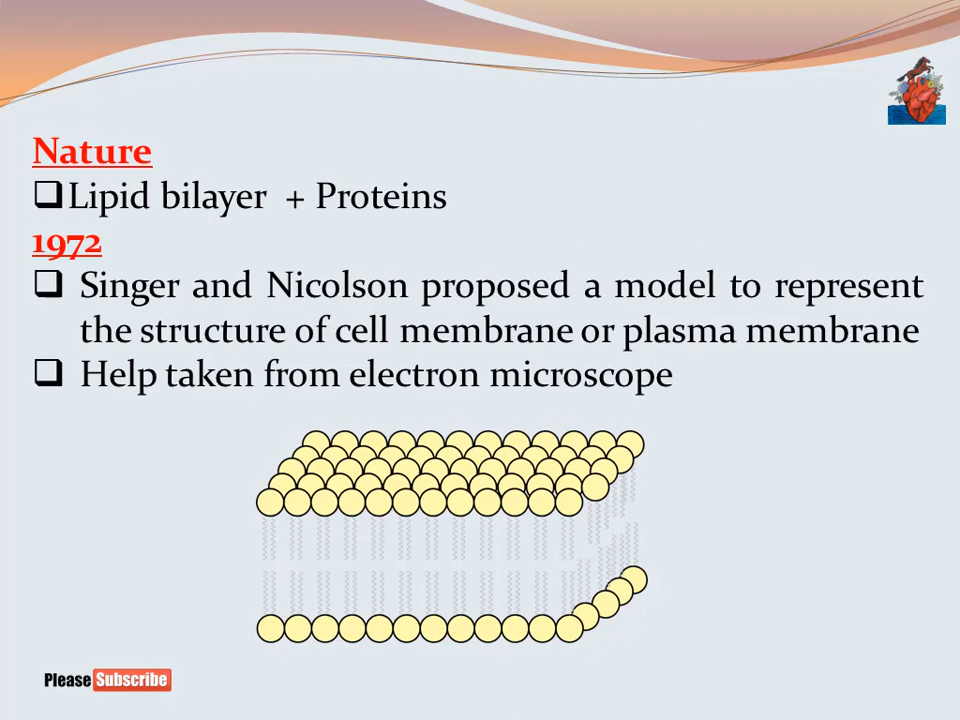 Nature
❑Lipid bilayer + Proteins
1972
❑ Singer and Nicolson proposed a model to represent
the structure of cell membrane or plasma membrane
❑ Help taken from electron microscope
Please Subscribe